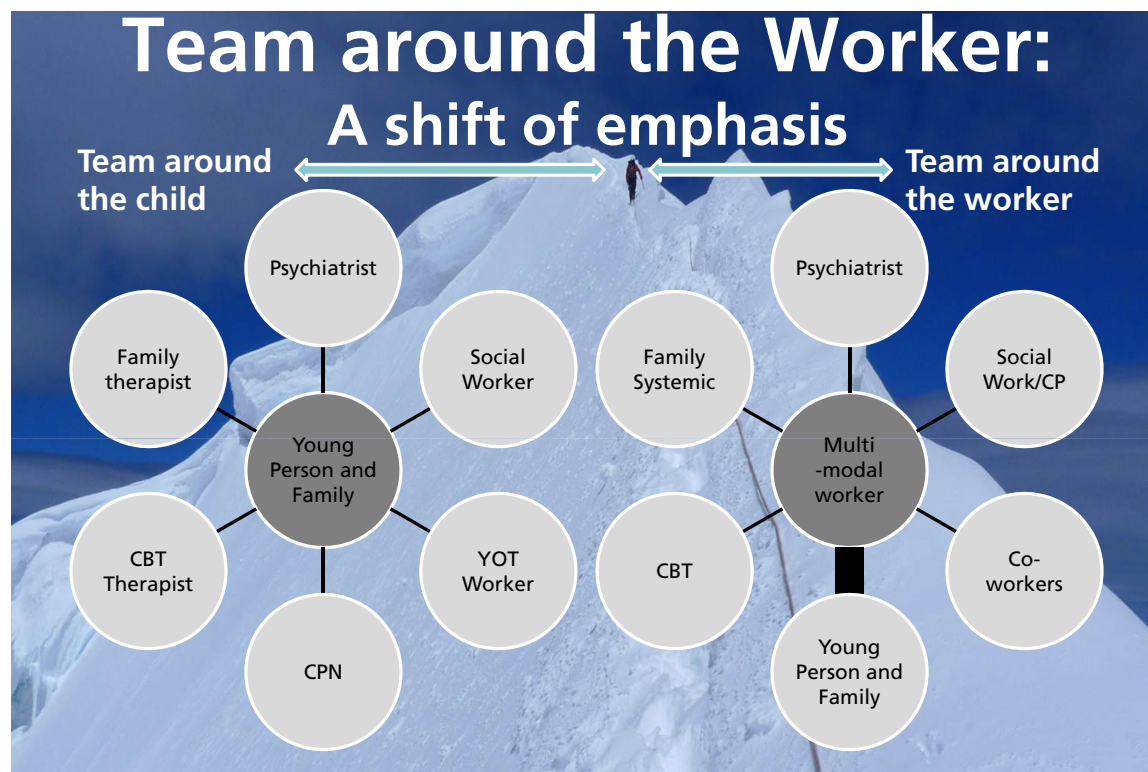 Team around the Worker:
A shift of emphasis
Team around
the child
Team around
the worker
Psychiatrist
Family
therapist
Social
Worker
Young
Person and
Family
CBT
Therapist
YOT
Worker
CPN
Psychiatrist
Family
Systemic
Social
Work/CP
Multi
-modal
worker
CBT
Co-
workers
Young
Person and
Family